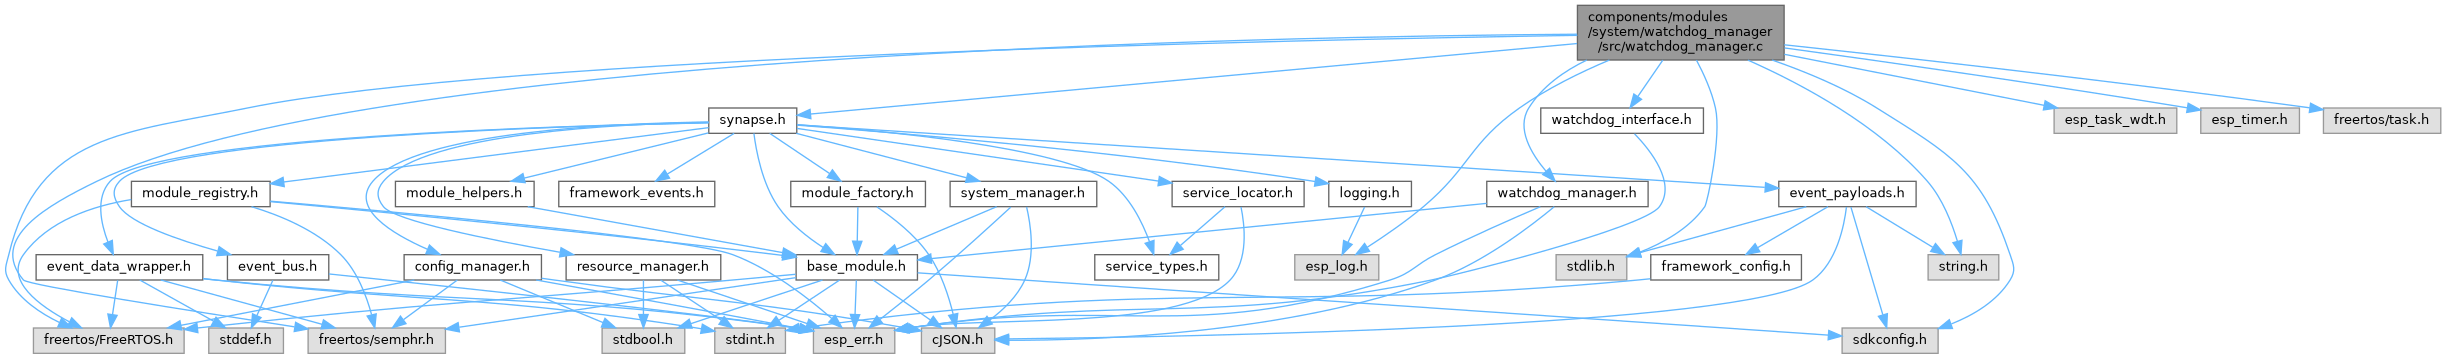 components/modules
/system/watchdog_manager
/src/watchdog_manager.c
synapse.h
watchdog_interface.h
esp_task_wdt.h
esp_timer.h
freertos/task.h
module_registry.h
module_helpers.h
framework_events.h
module_factory.h
system_manager.h
service_locator.h
logging.h
watchdog_manager.h
event_payloads.h
event_data_wrapper.h
event_bus.h
config_manager.h
resource_manager.h
base_module.h
service_types.h
esp_log.h
stdlib.h
framework_config.h
string.h
freertos/FreeRTOS.h
stddef.h
freertos/semphr.h
stdbool.h
stdint.h
esp_err.h
cJSON.h
sdkconfig.h